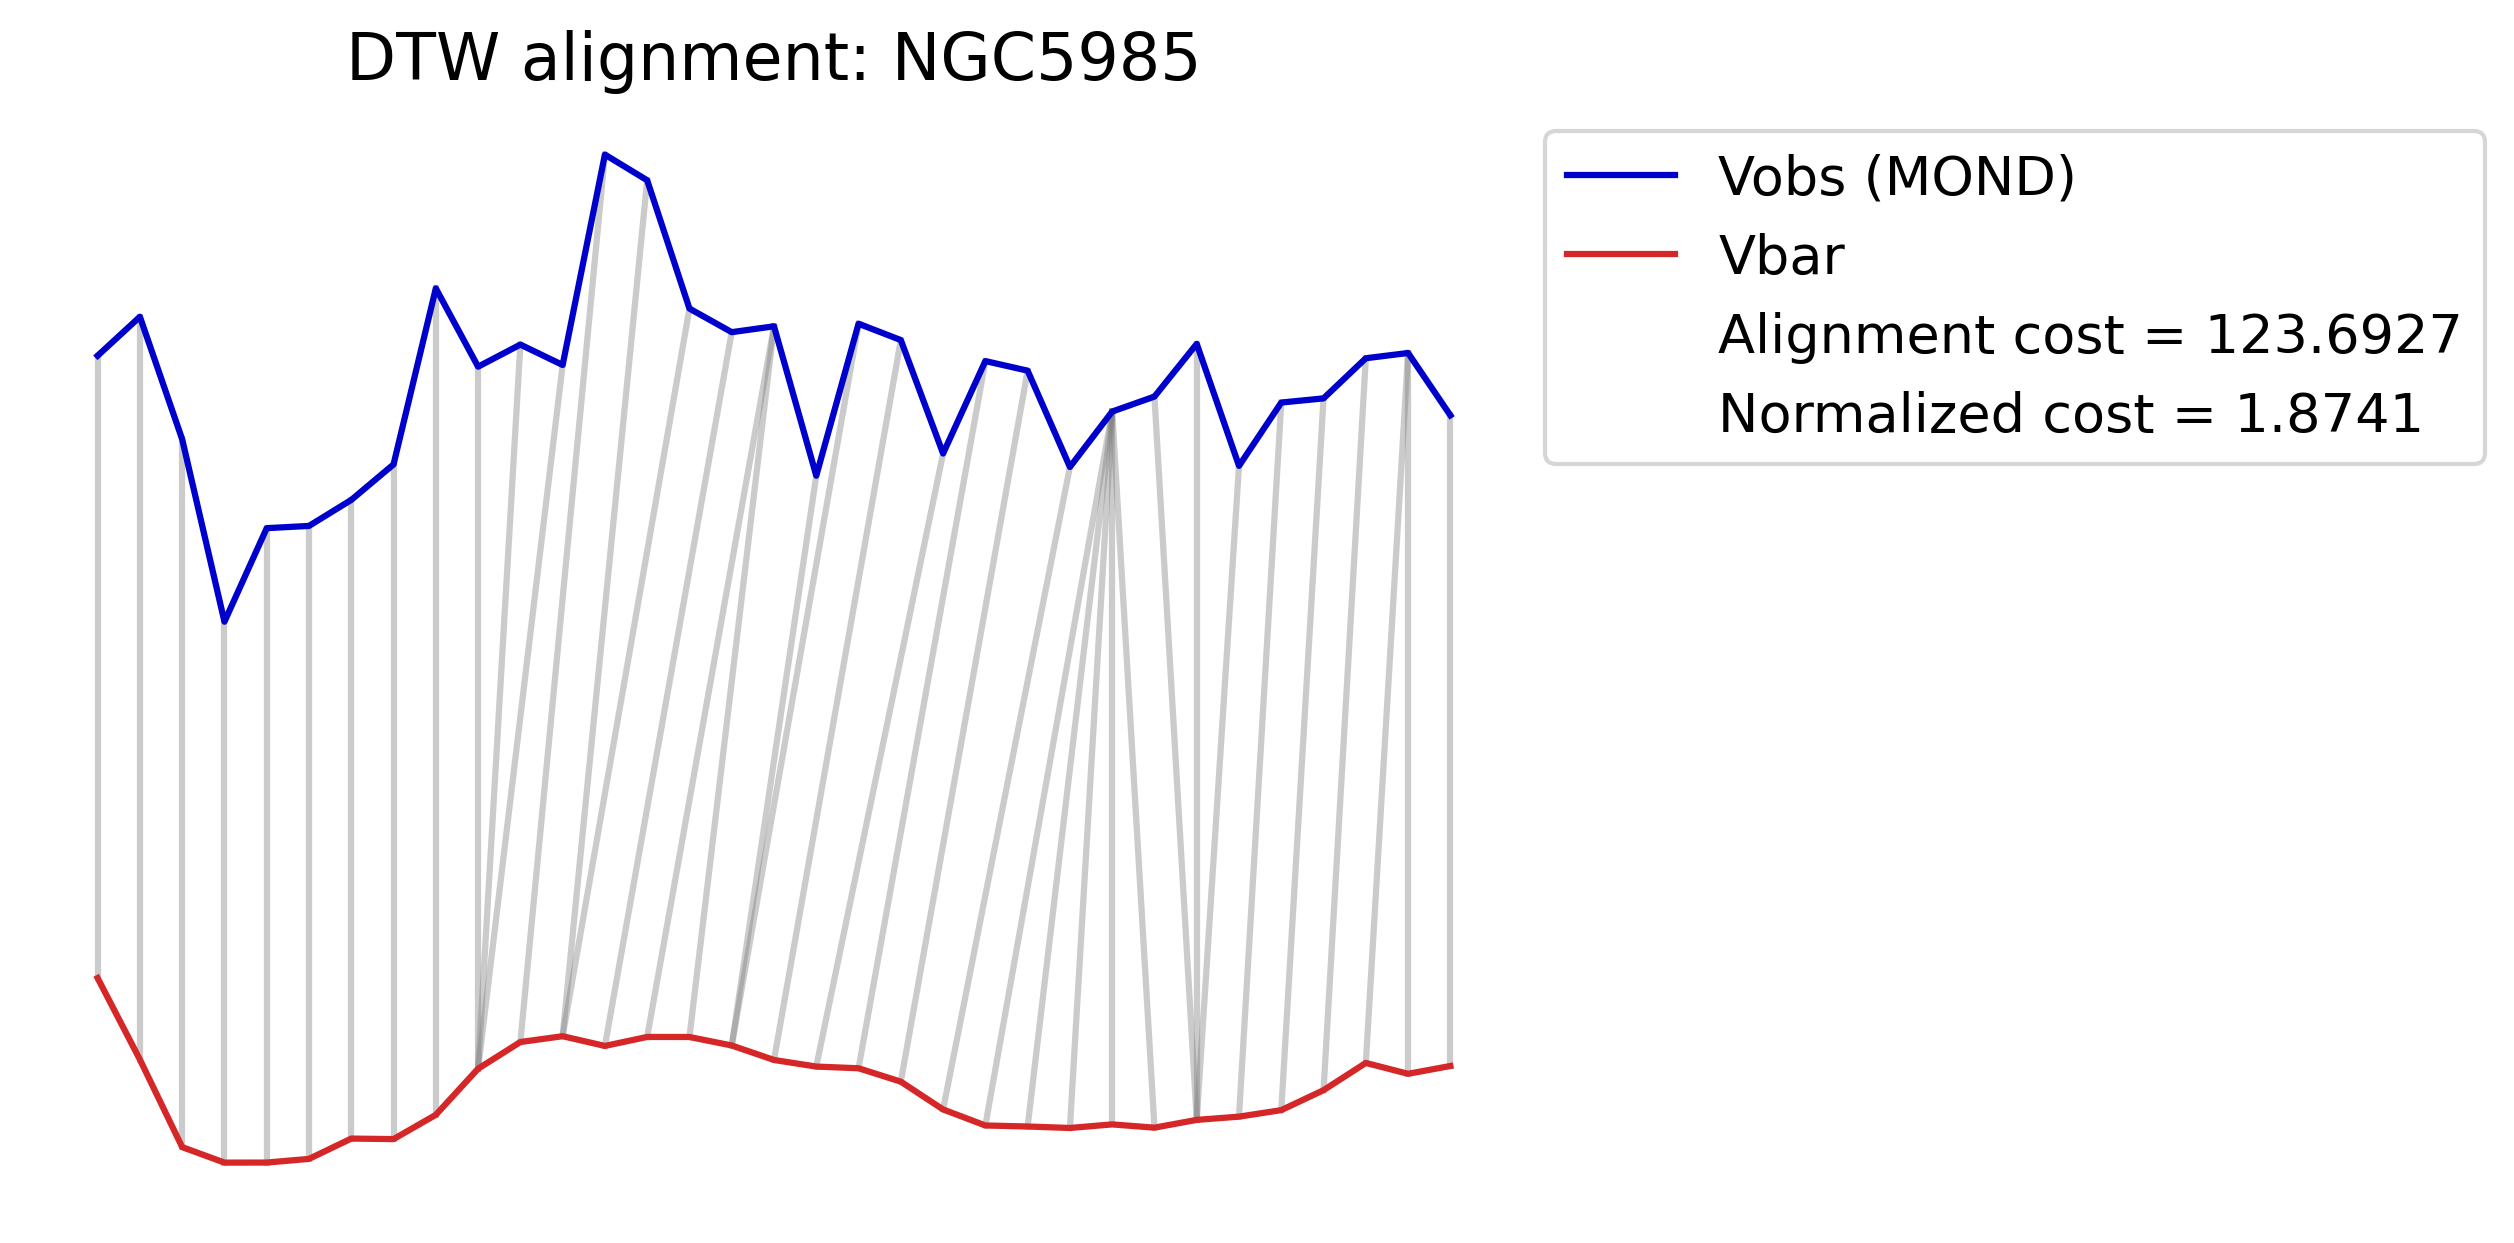 DTW alignment: NGC5985
Vobs (MOND)
Vbar
Alignment cost = 123.6927
Normalized cost = 1.8741